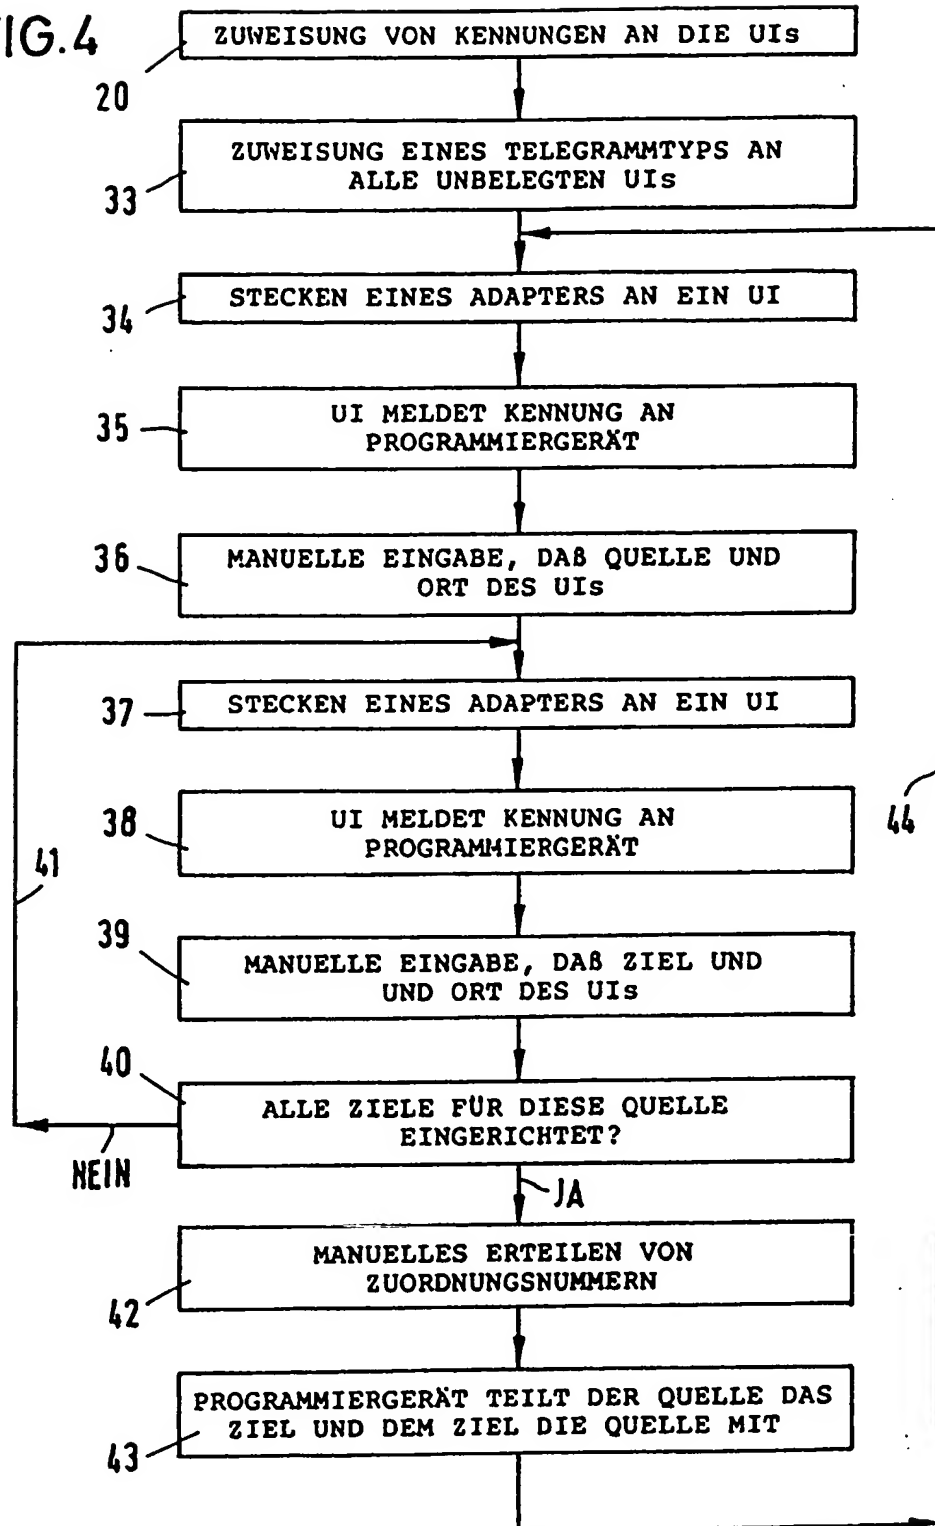 FIG.4
ZUWEISUNG VON KENNUNGEN AN DIE UIs
20
ZUWEISUNG EINES TELEGRAMMTYPS AN
ALLE UNBELEGTEN UIs
33
STECKEN EINES ADAPTERS AN EIN UI
34
UI MELDET KENNUNG AN
PROGRAMMIERGERÄT
35
MANUELLE EINGABE, DAß QUELLE UND
ORT DES UIs
36
STECKEN EINES ADAPTERS AN EIN UI
37
UI MELDET KENNUNG AN
PROGRAMMIERGERÄT
38
44
41
MANUELLE EINGABE, DAß ZIEL UND
UND ORT DES UIs
39
ALLE ZIELE FÜR DIESE QUELLE
EINGERICHTET?
40
NEIN
JA
MANUELLES ERTEILEN VON
ZUORDNUNGSNUMMERN
42
PROGRAMMIERGERÄT TEILT DER QUELLE DAS
ZIEL UND DEM ZIEL DIE QUELLE MIT
43